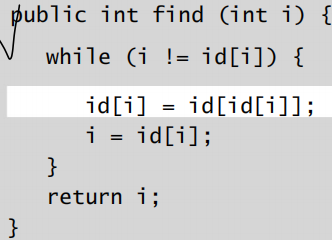 public int find (int i) {
while (i != id[i]) {
id[i] = id[id[i]];
i = id[i];
}
return i;
}